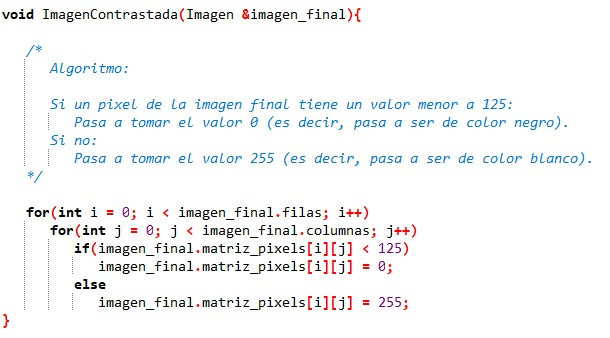 void ImagenContrastada(Imagen &imagen_final){
/*
Algoritmo:
Si un pixel de la imagen final tiene un valor menor a 125:
Pasa a tomar el valor 0 (es decir, pasa a ser de color negro).
Si no:
Pasa a tomar el valor 255 (es decir, pasa a ser de color blanco).
*/
for(int i = 0; i < imagen_final.filas; i++)
for(int j = 0; j < imagen_final.columnas; j++)
if(imagen_final.matriz_pixels[i][j] < 125)
imagen_final.matriz_pixels[i][j] = 0;
else
imagen_final.matriz_pixels[i][j] = 255;
}